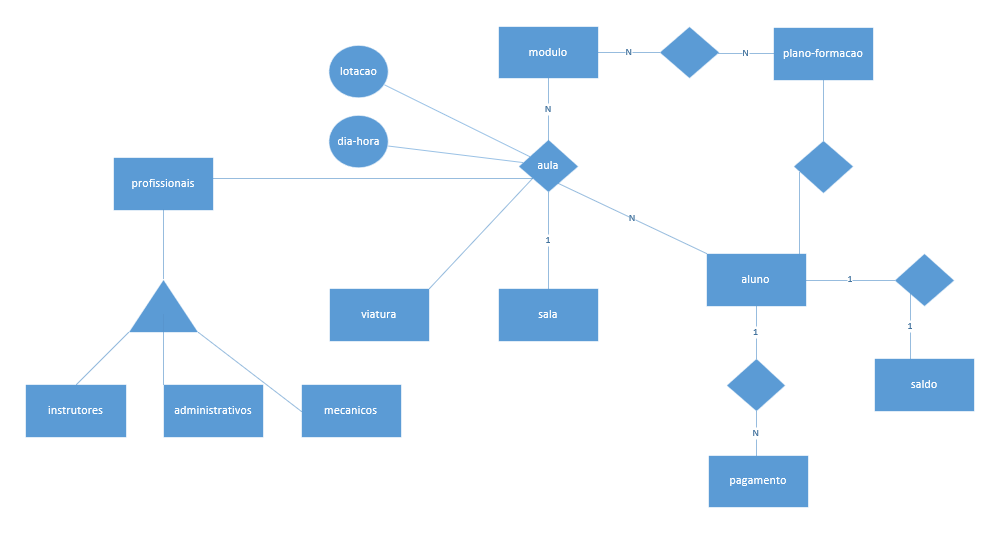 modulo
N
N
plano-formacao
lotacao
N
dia-hora
aula
profissionais
N
1
aluno
1
viatura
sala
1
1
saldo
instrutores
administrativos
mecanicos
N
pagamento